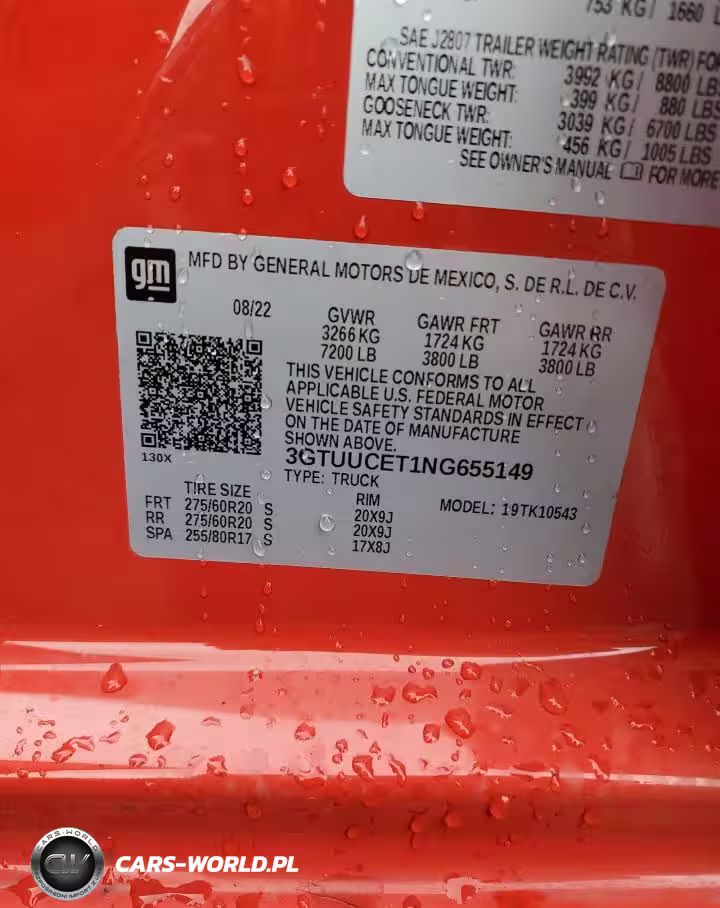 753 KG/ 1660 L
SAE J2807 TRAILER WEIGHT RATING (TWR) FO
CONVENTIONAL TWR: 3992 KG/ 8800 LBS
MAX TONGUE WEIGHT: 399 KG/ 880 LBS
GOOSENECK TWR: 3039 KG/ 6700 LBS
MAX TONGUE WEIGHT: 456 KG/ 1005 LBS
SEE OWNER'S MANUAL FOR MORE
gm
MFD BY GENERAL MOTORS DE MEXICO, S. DE R.L. DE C.V.
08/22 GVWR GAWR FRT GAWR RR
3266 KG 1724 KG 1724 KG
7200 LB 3800 LB 3800 LB
THIS VEHICLE CONFORMS TO ALL
APPLICABLE U.S. FEDERAL MOTOR
VEHICLE SAFETY STANDARDS IN EFFECT
ON THE DATE OF MANUFACTURE
SHOWN ABOVE.
130X
3GTUUCET1NG655149
TYPE: TRUCK
TIRE SIZE RIM MODEL: 19TK10543
FRT 275/60R20 S 20X9J
RR 275/60R20 S 20X9J
SPA 255/80R17 S 17X8J
CARS-WORLD
CW
CARS-WORLD.PL